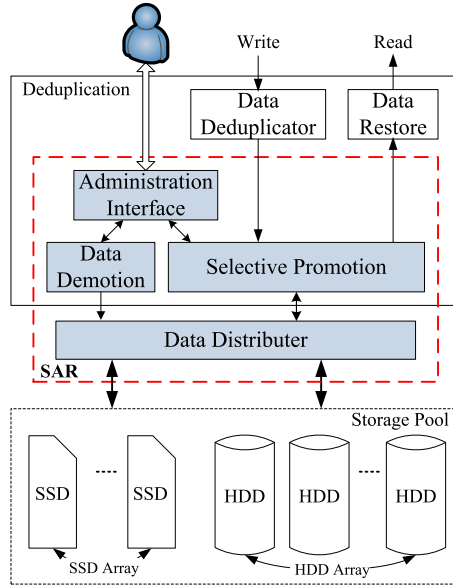 Write
Read
Deduplication
Data
Deduplicator
Data
Restore
Administration
Interface
Data
Demotion
Selective Promotion
Data Distributer
SAR
Storage Pool
SSD
....
SSD
HDD
HDD
....
HDD
SSD Array
HDD Array